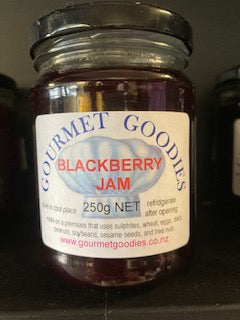 GOURMET GOODIES
BLACKBERRY
JAM
store in cool place 250g NET refridgerate
after opening
made on a premises that uses sulphites, wheat, eggs, dairy,
peanuts, soybeans, sesame seeds, and tree nuts
www.gourmetgoodies.co.nz